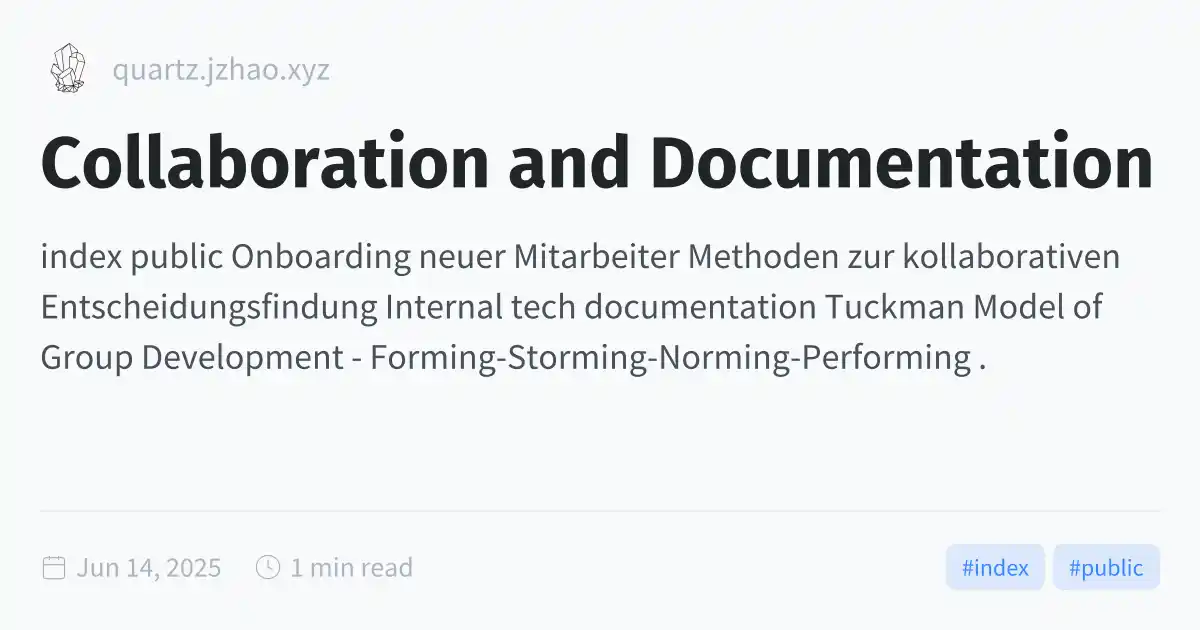 quartz.jzhao.xyz
Collaboration and Documentation
index public Onboarding neuer Mitarbeiter Methoden zur kollaborativen
Entscheidungsfindung Internal tech documentation Tuckman Model of
Group Development - Forming-Storming-Norming-Performing .
Jun 14, 2025 1 min read #index #public